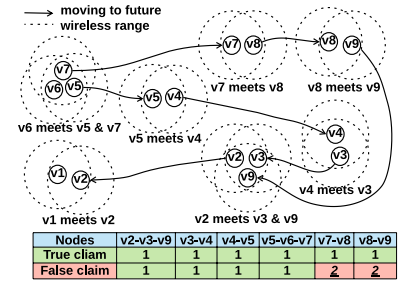 moving to future
wireless range
v7 v8
v8 v9
v7
v6 v5
v7 meets v8
v8 meets v9
v5 v4
v6 meets v5 & v7
v5 meets v4
v4
v3
v2 v3
v9
v1 v2
v4 meets v3
v1 meets v2
v2 meets v3 & v9
Nodes v2-v3-v9 v3-v4 v4-v5 v5-v6-v7 v7-v8 v8-v9
True cliam 1 1 1 1 1 1
False claim 1 1 1 1 2 2